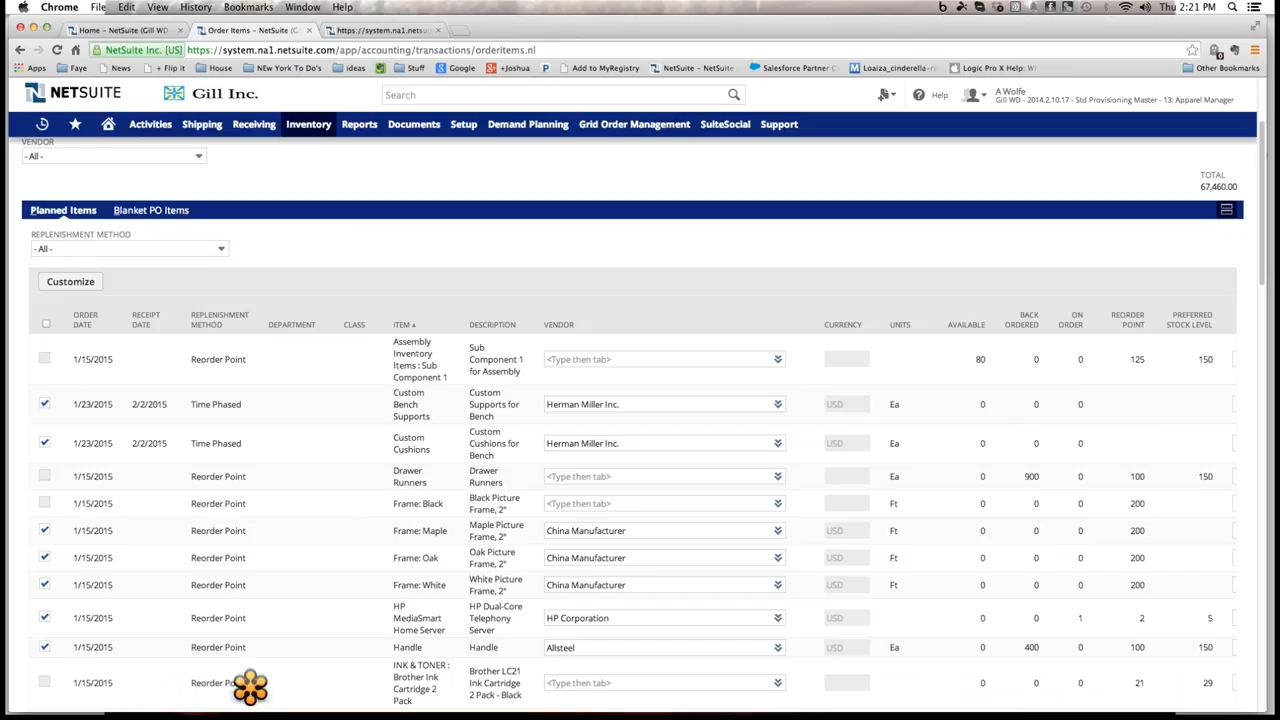 Chrome File Edit View History Bookmarks Window Help Thu 2:21 PM
Home – NetSuite (Gill WD Order Items – NetSuite (G https://system.na1.netsu
NetSuite Inc. [US] https://system.na1.netsuite.com/app/accounting/transactions/orderitems.nl
Apps Faye News + Flip it House NEw York To Do's ideas Stuff Google +Joshua Add to MyRegistry NetSuite – NetSuite Salesforce Partner C Loaiza_cinderella- Logic Pro X Help: Other Bookmarks
NETSUITE Gill Inc. Search Help A Wolfe
Gill WD - 2014.2.10.17 - Std Provisioning Master - 13: Apparel Manager
Activities Shipping Receiving Inventory Reports Documents Setup Demand Planning Grid Order Management SuiteSocial Support
VENDOR
- All -
TOTAL
67,460.00
Planned Items Blanket PO Items
REPLENISHMENT METHOD
- All -
Customize
ORDER DATE RECEIPT DATE REPLENISHMENT METHOD DEPARTMENT CLASS ITEM DESCRIPTION VENDOR CURRENCY UNITS AVAILABLE BACK ORDERED ON ORDER REORDER POINT PREFERRED STOCK LEVEL
1/15/2015 Reorder Point Assembly Inventory Items : Sub Component 1 Sub Component 1 for Assembly <Type then tab> 80 0 0 125 150
1/23/2015 2/2/2015 Time Phased Custom Bench Supports Custom Supports for Bench Herman Miller Inc. USD Ea 0 0 0
1/23/2015 2/2/2015 Time Phased Custom Cushions Custom Cushions for Bench Herman Miller Inc. USD Ea 0 0 0
1/15/2015 Reorder Point Drawer Runners Drawer Runners <Type then tab> Ea 0 900 0 100 150
1/15/2015 Reorder Point Frame: Black Black Picture Frame, 2" <Type then tab> Ft 0 0 0 200
1/15/2015 Reorder Point Frame: Maple Maple Picture Frame, 2" China Manufacturer USD Ft 0 0 0 200
1/15/2015 Reorder Point Frame: Oak Oak Picture Frame, 2" China Manufacturer USD Ft 0 0 0 200
1/15/2015 Reorder Point Frame: White White Picture Frame, 2" China Manufacturer USD Ft 0 0 0 200
1/15/2015 Reorder Point HP MediaSmart Home Server HP Dual-Core Telephony Server HP Corporation USD 0 0 1 2 5
1/15/2015 Reorder Point Handle Handle Allsteel USD Ea 0 400 0 100 150
1/15/2015 Reorder Po INK & TONER : Brother Ink Cartridge 2 Pack Brother LC21 Ink Cartridge 2 Pack - Black <Type then tab> 0 0 0 21 29